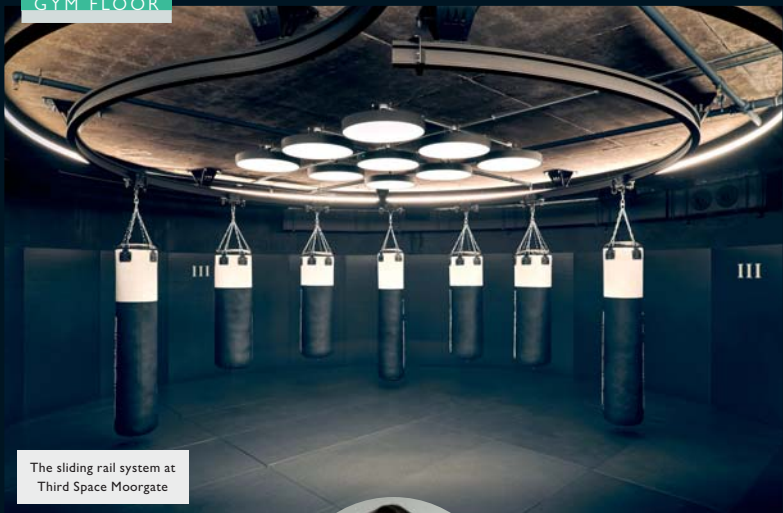 GYM FLOOR
III
III
The sliding rail system at
Third Space Moorgate